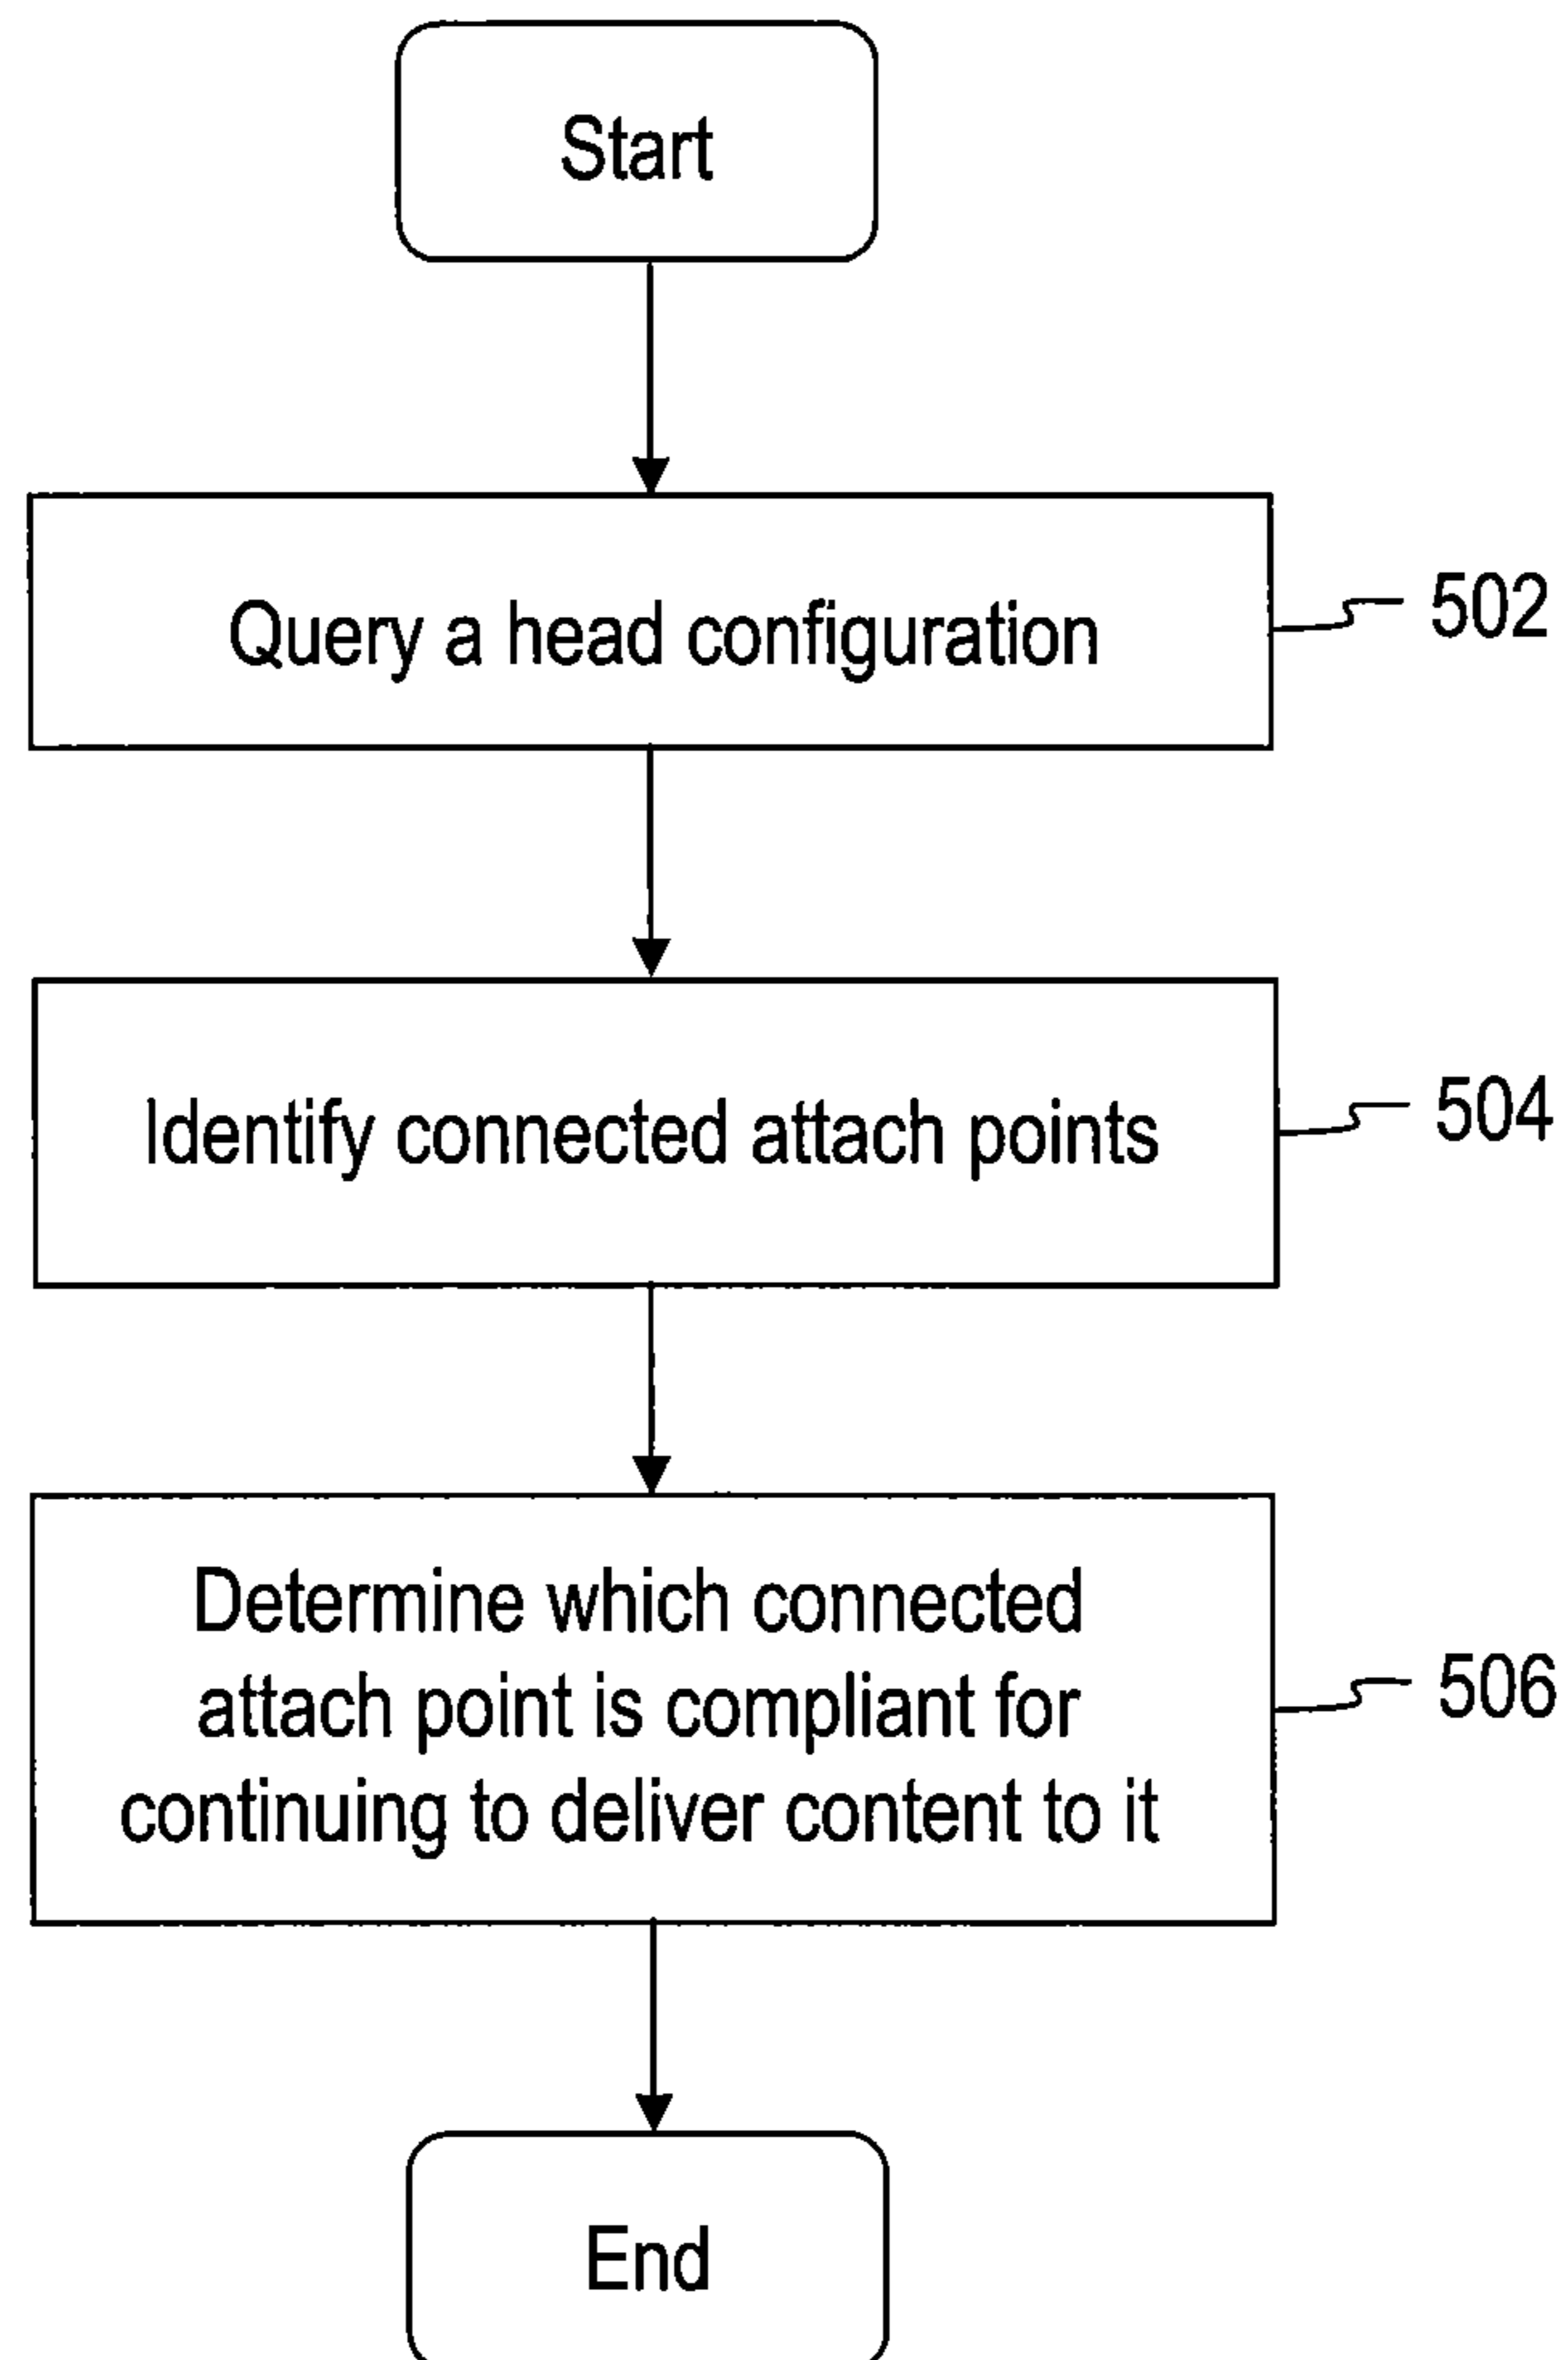 Start
Query a head configuration
502
Identify connected attach points
504
Determine which connected
attach point is compliant for
continuing to deliver content to it
506
End